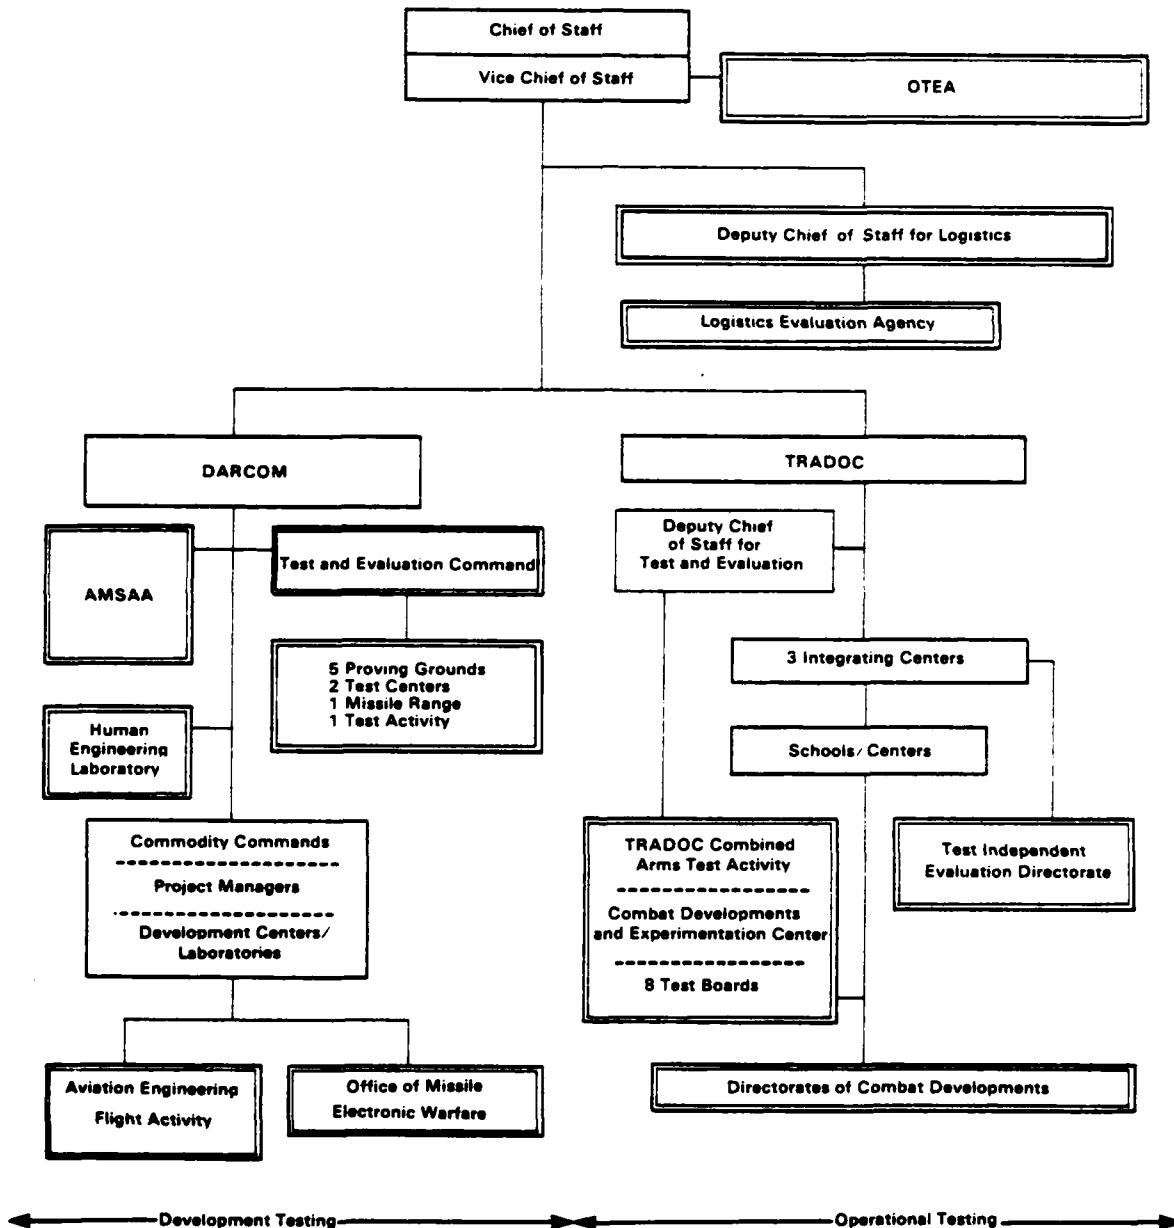 Chief of Staff
Vice Chief of Staff
OTEA
Deputy Chief of Staff for Logistics
Logistics Evaluation Agency
DARCOM
TRADOC
AMSAA
Test and Evaluation Command
5 Proving Grounds
2 Test Centers
1 Missile Range
1 Test Activity
Human
Engineering
Laboratory
Commodity Commands
Project Managers
Development Centers/
Laboratories
Aviation Engineering
Flight Activity
Office of Missile
Electronic Warfare
Deputy Chief
of Staff for
Test and Evaluation
3 Integrating Centers
Schools/Centers
TRADOC Combined
Arms Test Activity
Combat Developments
and Experimentation Center
8 Test Boards
Test Independent
Evaluation Directorate
Directorates of Combat Developments
Development Testing
Operational Testing